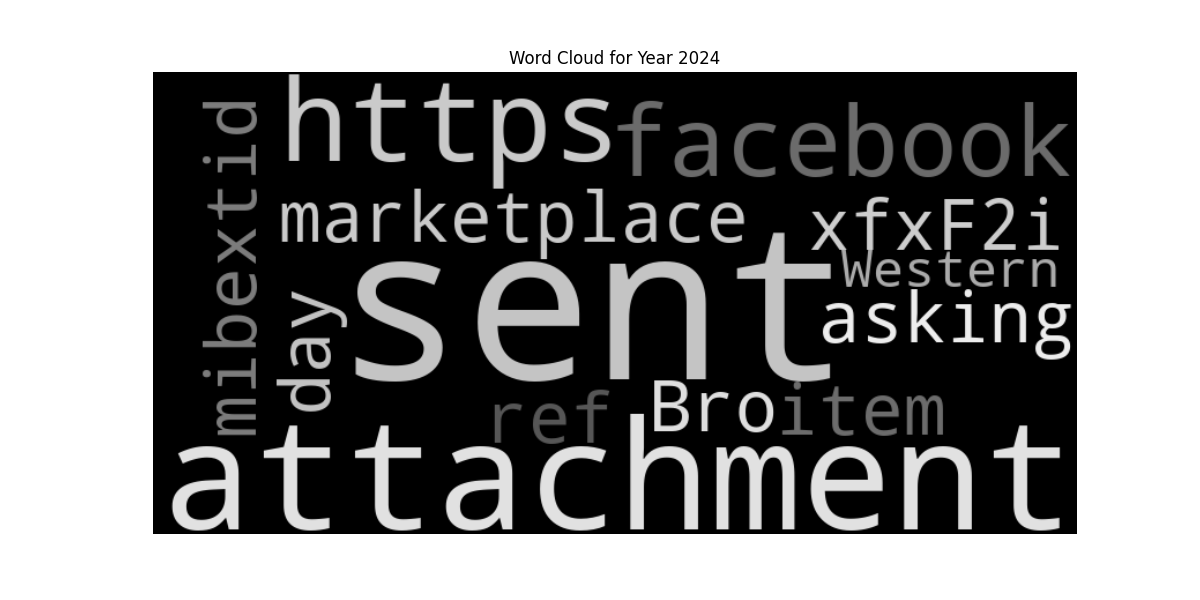 Word Cloud for Year 2024
https
facebook
mibextid
marketplace
xfxF2i
sent
Western
day
asking
ref
Bro
item
attachment